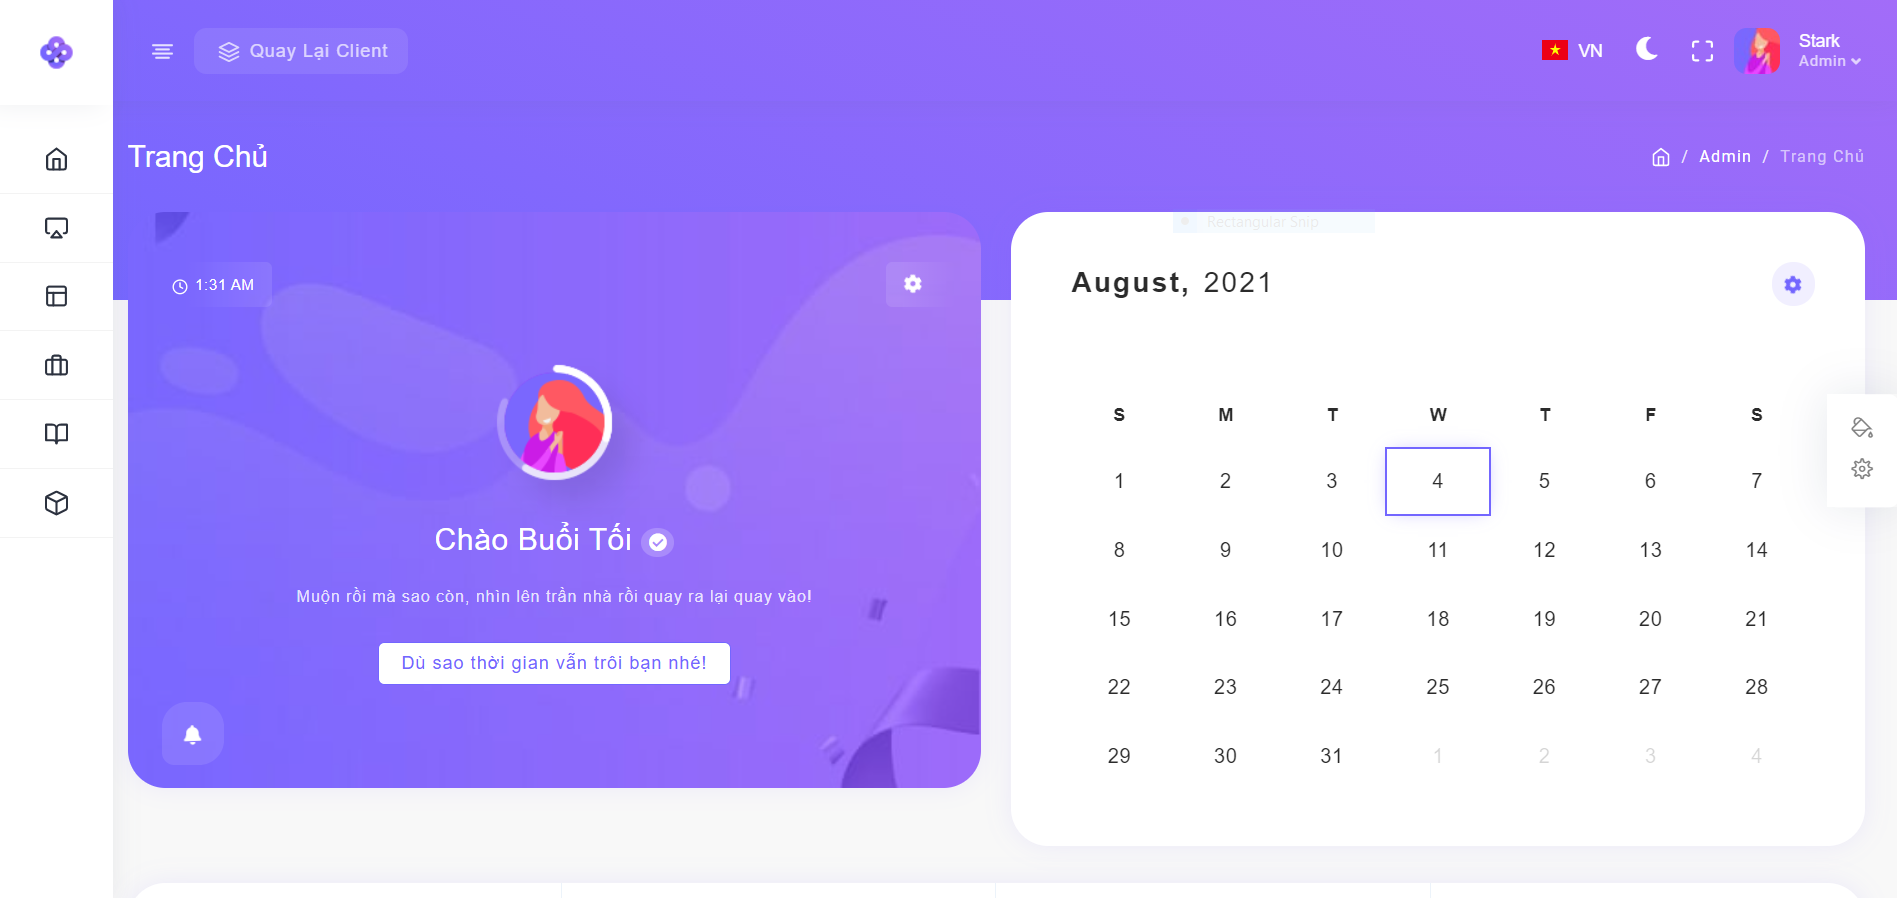 Quay Lại Client
VN
Stark
Admin
Trang Chủ
/ Admin / Trang Chủ
Rectangular Snip
1:31 AM
Chào Buổi Tối
Muộn rồi mà sao còn, nhìn lên trần nhà rồi quay ra lại quay vào!
Dù sao thời gian vẫn trôi bạn nhé!
August, 2021
S M T W T F S
1 2 3 4 5 6 7
8 9 10 11 12 13 14
15 16 17 18 19 20 21
22 23 24 25 26 27 28
29 30 31 1 2 3 4